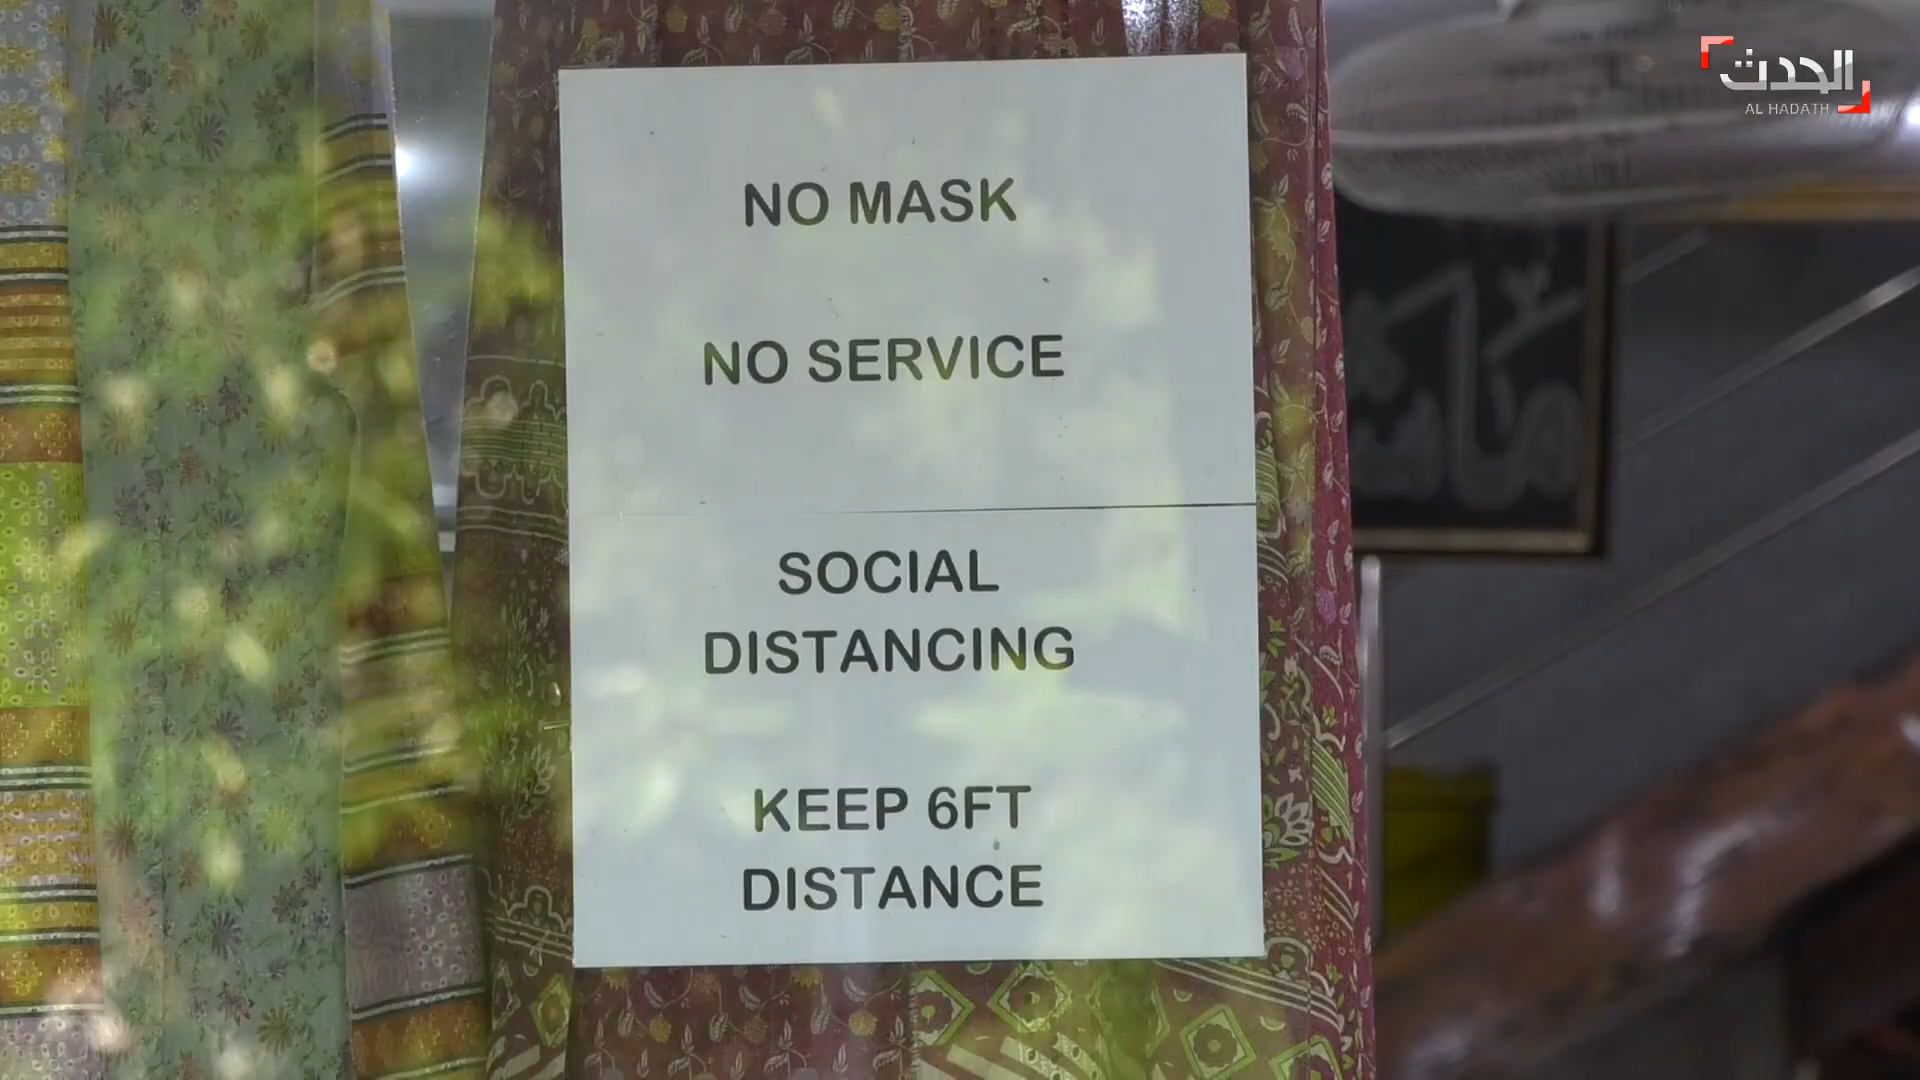 الحدث
AL HADATH
NO MASK
NO SERVICE
SOCIAL
DISTANCING
KEEP 6FT
DISTANCE